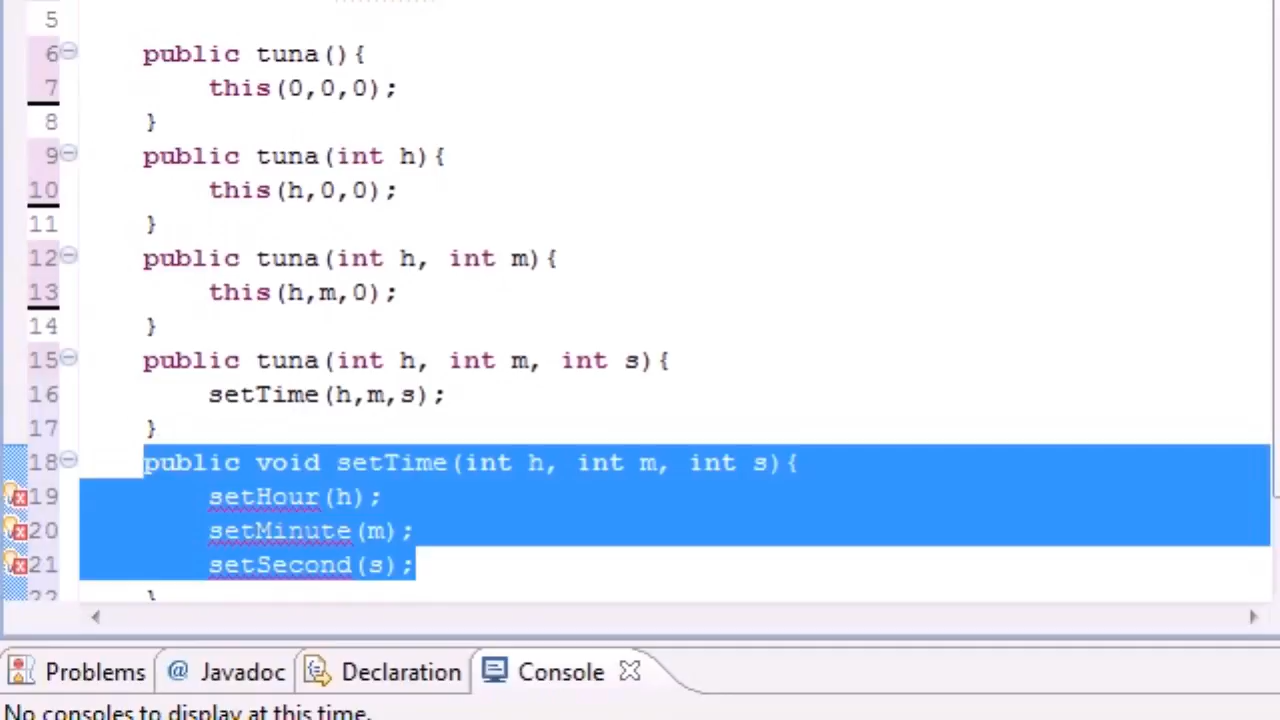 5
6 public tuna(){
7 this(0,0,0);
8 }
9 public tuna(int h){
10 this(h,0,0);
11 }
12 public tuna(int h, int m){
13 this(h,m,0);
14 }
15 public tuna(int h, int m, int s){
16 setTime(h,m,s);
17 }
18 public void setTime(int h, int m, int s){
19 setHour(h);
20 setMinute(m);
21 setSecond(s);
22 }
Problems @ Javadoc Declaration Console
No consoles to display at this time.